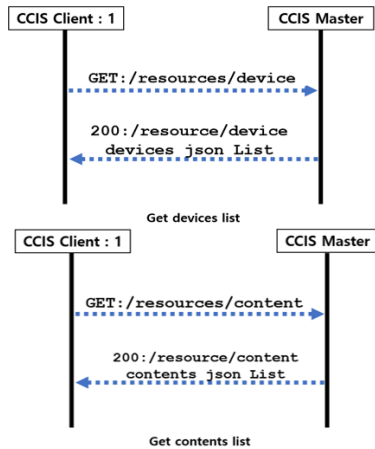 CCIS Client : 1 CCIS Master
GET:/resources/device
200:/resource/device
devices json List
Get devices list
CCIS Client : 1 CCIS Master
GET:/resources/content
200:/resource/content
contents json List
Get contents list